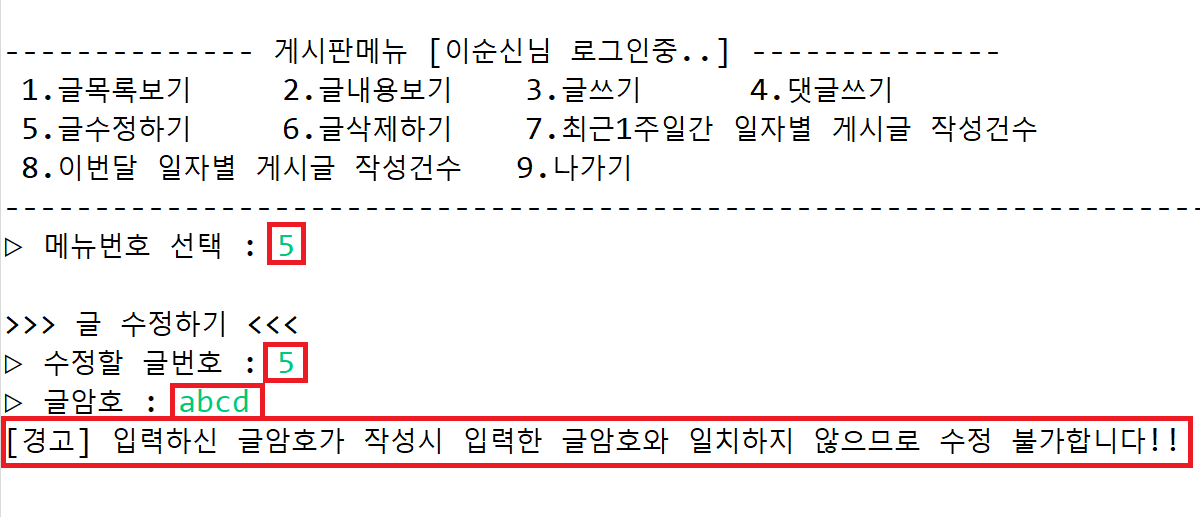 -------------- 게시판메뉴 [이순신님 로그인중..] --------------
1.글목록보기 2.글내용보기 3.글쓰기 4.댓글쓰기
5.글수정하기 6.글삭제하기 7.최근1주일간 일자별 게시글 작성건수
8.이번달 일자별 게시글 작성건수 9.나가기
-------------------------------------------------------------------
▷ 메뉴번호 선택 : 5
>>> 글 수정하기 <<<
▷ 수정할 글번호 : 5
▷ 글암호 : abcd
[경고] 입력하신 글암호가 작성시 입력한 글암호와 일치하지 않으므로 수정 불가합니다!!